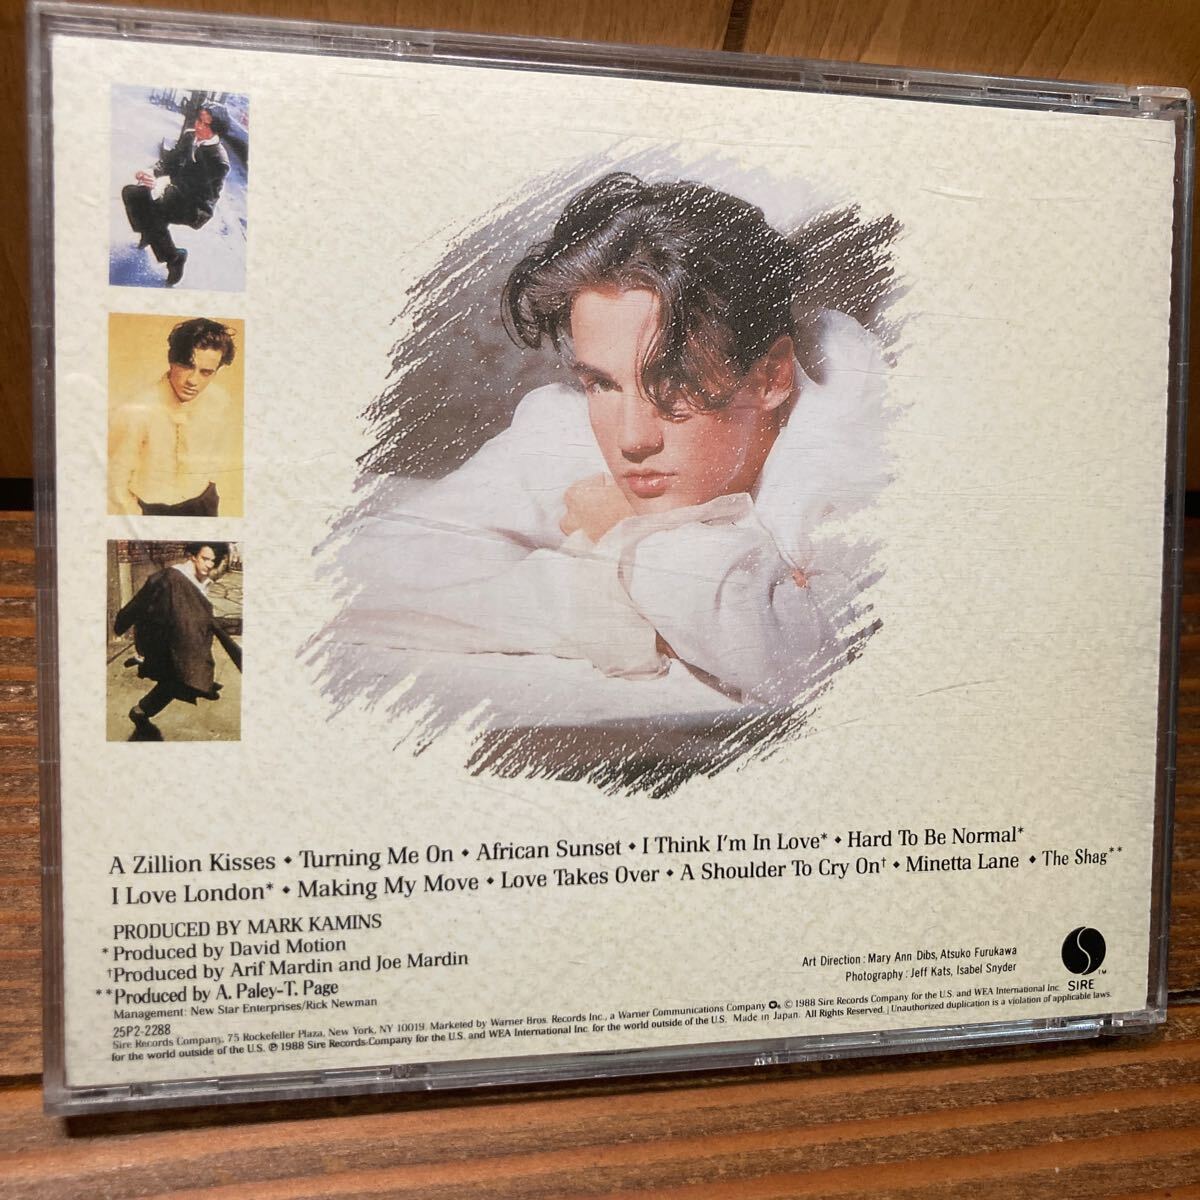 A Zillion Kisses ◆ Turning Me On ◆ African Sunset ◆ I Think I'm In Love* ◆ Hard To Be Normal*
I Love London* ◆ Making My Move ◆ Love Takes Over ◆ A Shoulder To Cry On† ◆ Minetta Lane ◆ The Shag**
PRODUCED BY MARK KAMINS
*Produced by David Motion
†Produced by Arif Mardin and Joe Mardin
**Produced by A. Paley-T. Page
Management: New Star Enterprises/Rick Newman
25P2-2288
Art Direction : Mary Ann Dibs, Atsuko Furukawa
Photography : Jeff Kats, Isabel Snyder
SIRE
TM
Sire Records Company, 75 Rockefeller Plaza, New York, NY 10019. Marketed by Warner Bros. Records Inc., a Warner Communications Company © 1988 Sire Records Company for the U.S. and WEA International Inc.
for the world outside of the U.S. ℗ 1988 Sire Records Company for the U.S. and WEA International Inc. for the world outside of the U.S. Made in Japan. All Rights Reserved. | Unauthorized duplication is a violation of applicable laws.